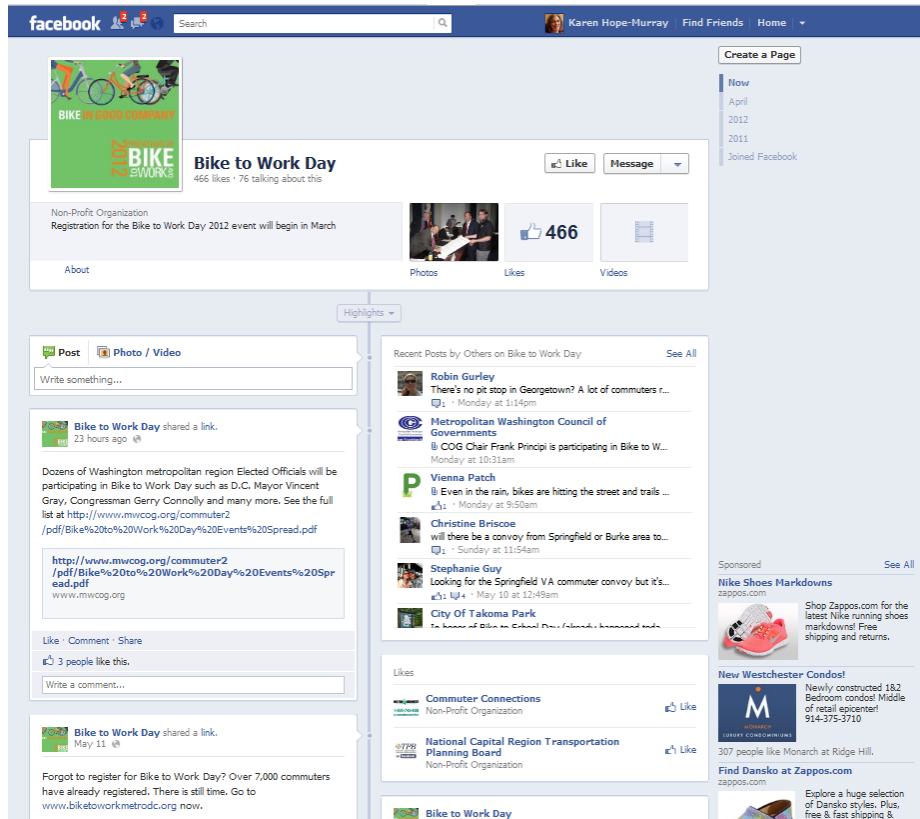 facebook
2
2
Search
Karen Hope-Murray
Find Friends
Home
Create a Page
Now
April
2012
2011
Joined Facebook
BIKE IN GOOD COMPANY
2012
BIKE
TO WORK DAY
Bike to Work Day
466 likes · 76 talking about this
Like
Message
Non-Profit Organization
Registration for the Bike to Work Day 2012 event will begin in March
About
466
Photos
Likes
Videos
Highlights
Post
Photo / Video
Write something...
Bike to Work Day shared a link.
23 hours ago
Dozens of Washington metropolitan region Elected Officials will be
participating in Bike to Work Day such as D.C. Mayor Vincent
Gray, Congressman Gerry Connolly and many more. See the full
list at http://www.mwcog.org/commuter2
/pdf/Bike%20to%20Work%20Day%20Events%20Spread.pdf
http://www.mwcog.org/commuter2
/pdf/Bike%20to%20Work%20Day%20Events%20Spr
ead.pdf
www.mwcog.org
Like · Comment · Share
3 people like this.
Write a comment...
Bike to Work Day shared a link.
May 11
Forgot to register for Bike to Work Day? Over 7,000 commuters
have already registered. There is still time. Go to
www.biketoworkmetrodc.org now.
Recent Posts by Others on Bike to Work Day
See All
Robin Gurley
There's no pit stop in Georgetown? A lot of commuters r...
1 · Monday at 1:14pm
Metropolitan Washington Council of
Governments
COG Chair Frank Principi is participating in Bike to W...
Monday at 10:31am
Vienna Patch
Even in the rain, bikes are hitting the street and trails ...
1 · Monday at 9:50am
Christine Briscoe
will there be a convoy from Springfield or Burke area to...
1 · Sunday at 11:54am
Stephanie Guy
Looking for the Springfield VA commuter convoy but it's...
1 4 · May 10 at 12:49am
City Of Takoma Park
In honor of Bike to School Day (already happened toda
Likes
Commuter Connections
Non-Profit Organization
Like
TPB
National Capital Region Transportation
Planning Board
Non-Profit Organization
Like
Bike to Work Day
Sponsored
See All
Nike Shoes Markdowns
zappos.com
Shop Zappos.com for the
latest Nike running shoes
markdowns! Free
shipping and returns.
New Westchester Condos!
M
MONARCH
LUXURY CONDOMINIUMS
Newly constructed 1&2
Bedroom condos! Middle
of retail epicenter!
914-375-3710
307 people like Monarch at Ridge Hill.
Find Dansko at Zappos.com
zappos.com
Explore a huge selection
of Dansko styles. Plus,
free & fast shipping &